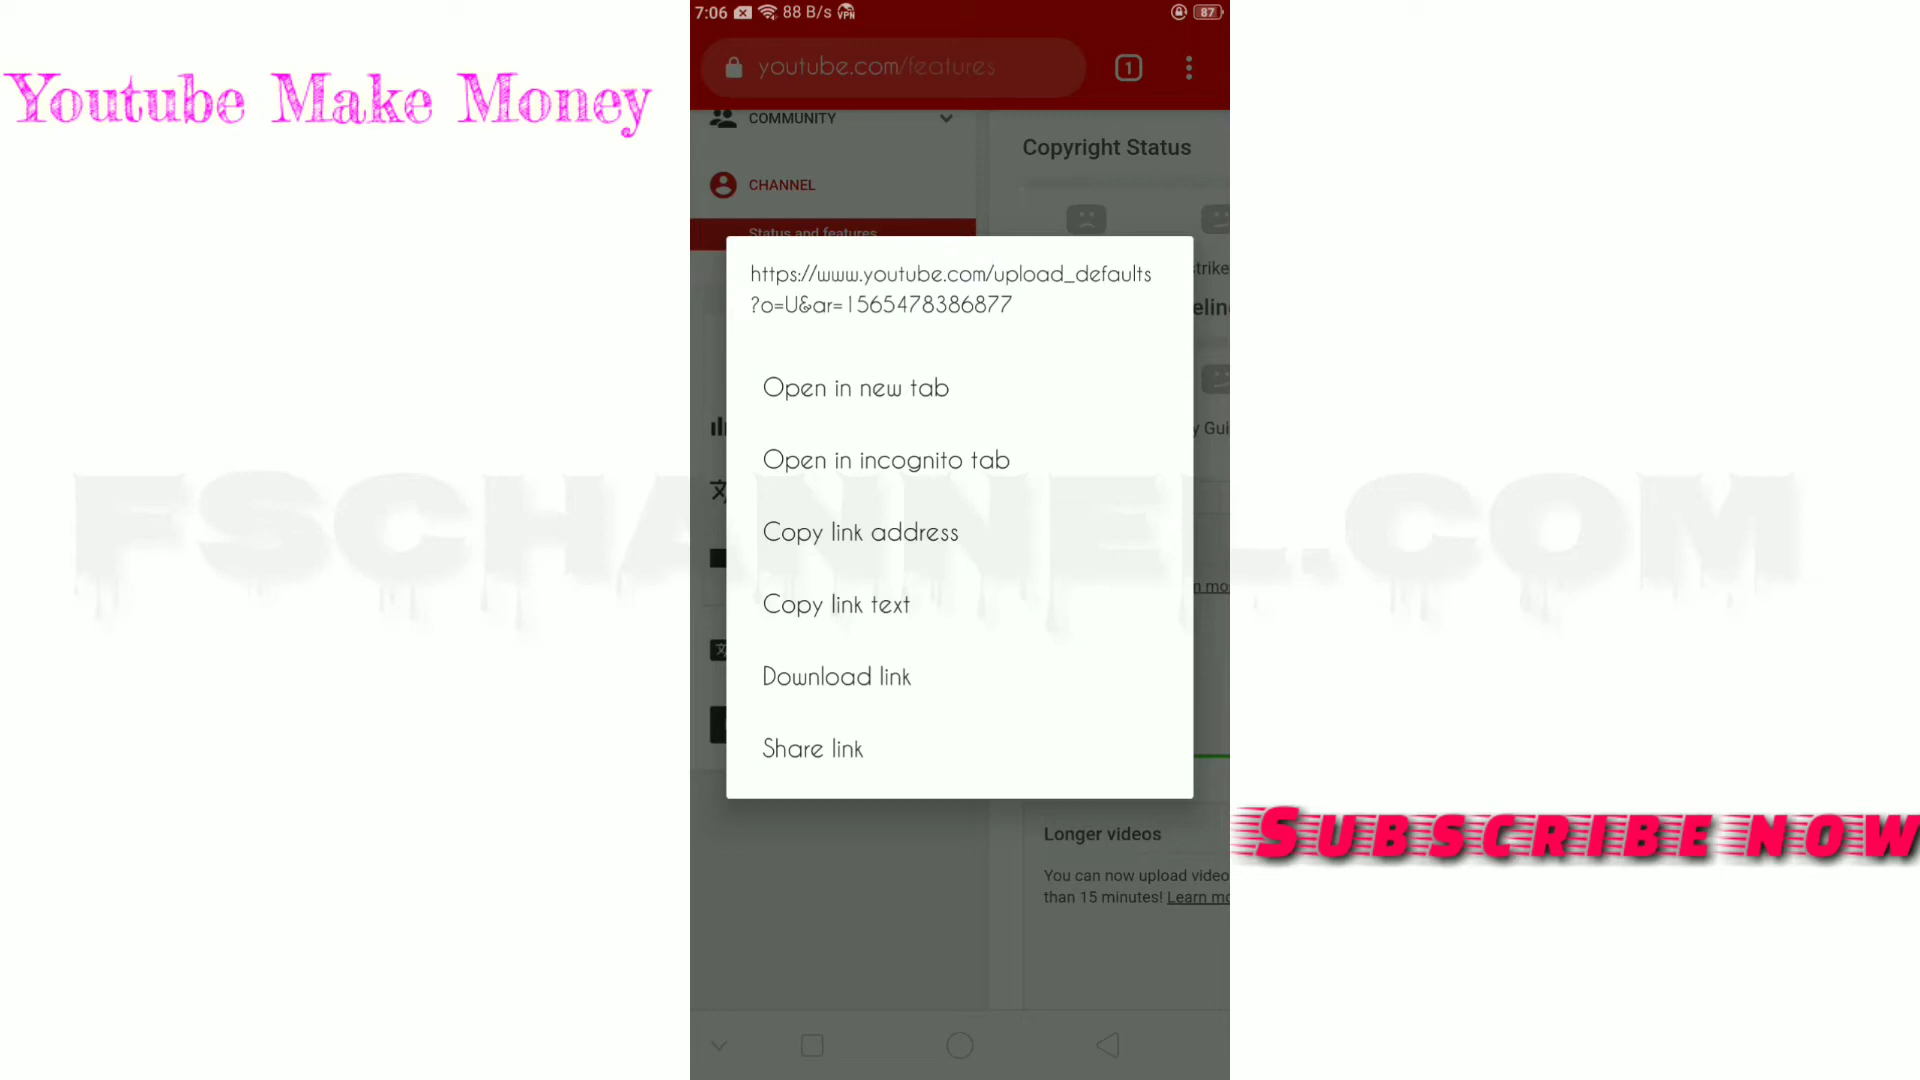 7:06 88 B/s VPN 87
youtube.com/features 1
Youtube Make Money
COMMUNITY
Copyright Status
CHANNEL
Status and features
https://www.youtube.com/upload_defaults
?o=U&ar=1565478386877
Open in new tab
Open in incognito tab
FSCHANNEL.COM
Copy link address
Copy link text
Download link
Share link
Longer videos
SUBSCRIBE NOW
You can now upload video
than 15 minutes! Learn mo